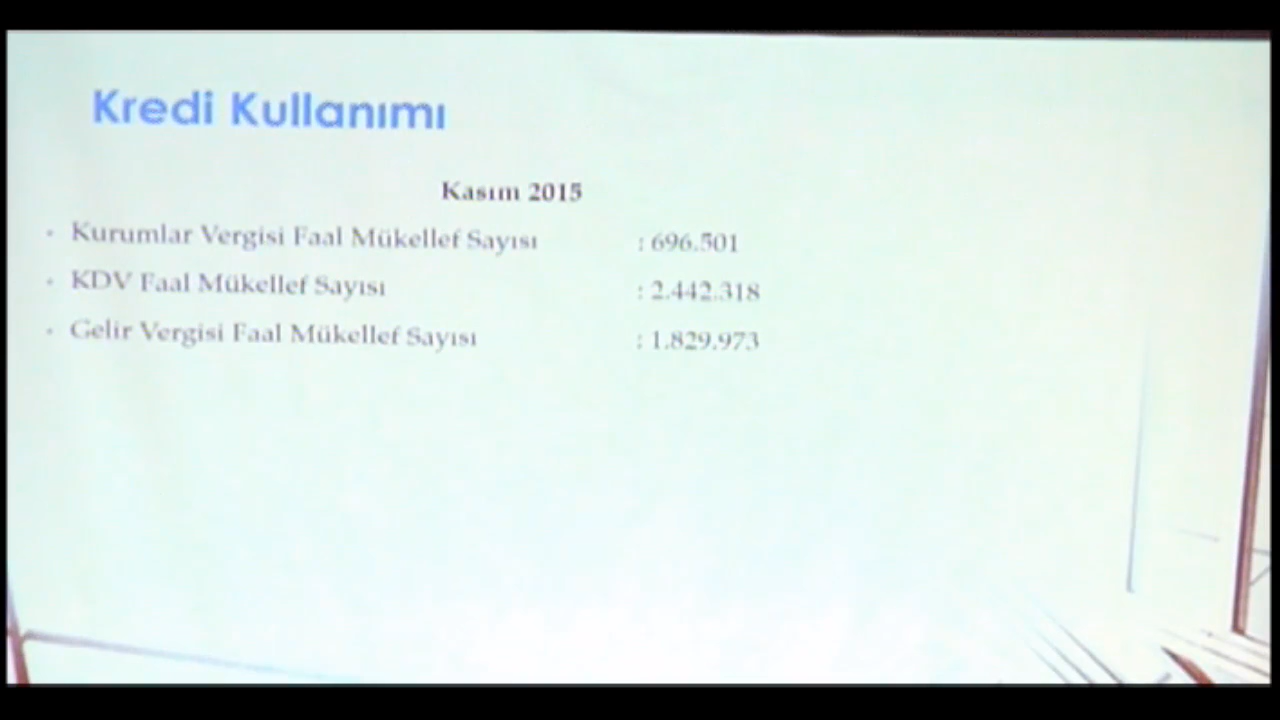 Kredi Kullanımı
Kasım 2015
• Kurumlar Vergisi Faal Mükellef Sayısı : 696.501
• KDV Faal Mükellef Sayısı : 2.442.318
• Gelir Vergisi Faal Mükellef Sayısı : 1.829.973